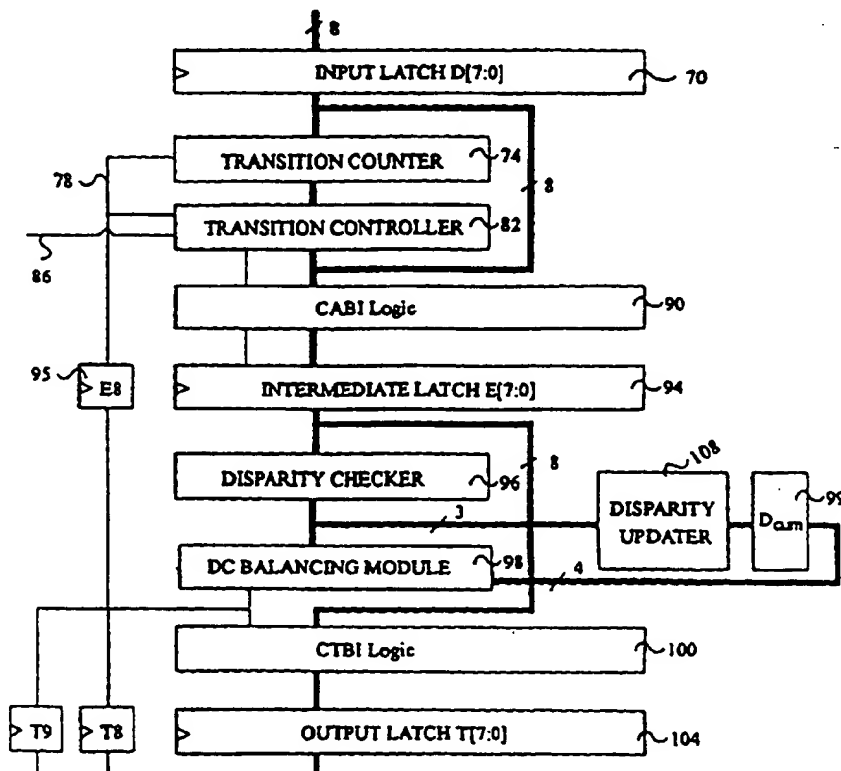 8
INPUT LATCH D[7:0]
70
TRANSITION COUNTER
74
78
8
TRANSITION CONTROLLER
82
86
CABI Logic
90
95
E8
INTERMEDIATE LATCH E[7:0]
94
DISPARITY CHECKER
96
8
108
99
DISPARITY
UPDATER
Dcum
3
DC BALANCING MODULE
98
4
CTBI Logic
100
T9
T8
OUTPUT LATCH T[7:0]
104